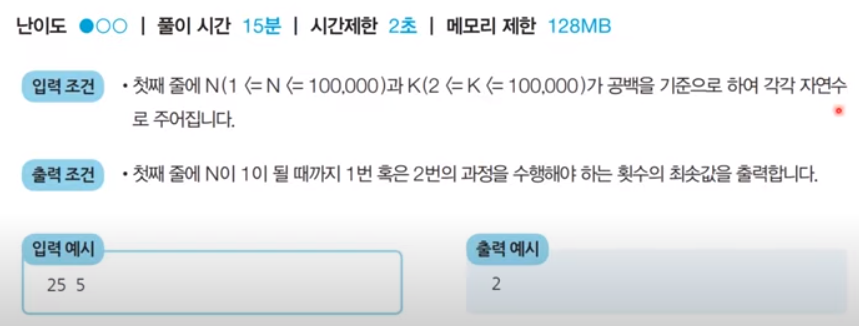 난이도 ●○○ | 풀이 시간 15분 | 시간제한 2초 | 메모리 제한 128MB
입력 조건 • 첫째 줄에 N(1 <= N <= 100,000)과 K(2 <= K <= 100,000)가 공백을 기준으로 하여 각각 자연수
로 주어집니다.
출력 조건 • 첫째 줄에 N이 1이 될 때까지 1번 혹은 2번의 과정을 수행해야 하는 횟수의 최솟값을 출력합니다.
입력 예시
25 5
출력 예시
2